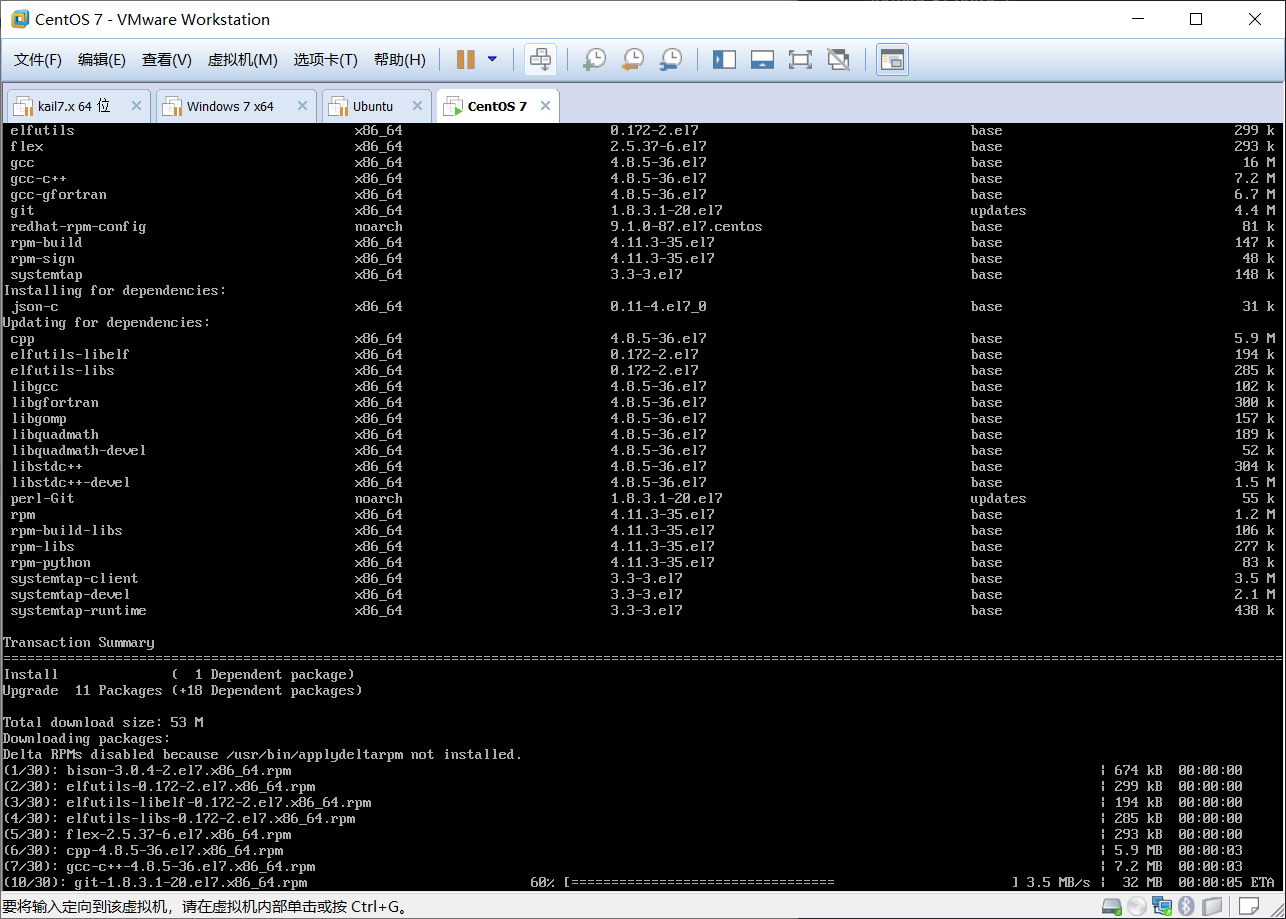 CentOS 7 - VMware Workstation
文件(F) 编辑(E) 查看(V) 虚拟机(M) 选项卡(T) 帮助(H)
kail7.x 64 位 Windows 7 x64 Ubuntu CentOS 7
elfutils x86_64 0.172-2.el7 base 299 k
flex x86_64 2.5.37-6.el7 base 293 k
gcc x86_64 4.8.5-36.el7 base 16 M
gcc-c++ x86_64 4.8.5-36.el7 base 7.2 M
gcc-gfortran x86_64 4.8.5-36.el7 base 6.7 M
git x86_64 1.8.3.1-20.el7 updates 4.4 M
redhat-rpm-config noarch 9.1.0-87.el7.centos base 81 k
rpm-build x86_64 4.11.3-35.el7 base 147 k
rpm-sign x86_64 4.11.3-35.el7 base 48 k
systemtap x86_64 3.3-3.el7 base 148 k
Installing for dependencies:
json-c x86_64 0.11-4.el7_0 base 31 k
Updating for dependencies:
cpp x86_64 4.8.5-36.el7 base 5.9 M
elfutils-libelf x86_64 0.172-2.el7 base 194 k
elfutils-libs x86_64 0.172-2.el7 base 285 k
libgcc x86_64 4.8.5-36.el7 base 102 k
libgfortran x86_64 4.8.5-36.el7 base 300 k
libgomp x86_64 4.8.5-36.el7 base 157 k
libquadmath x86_64 4.8.5-36.el7 base 189 k
libquadmath-devel x86_64 4.8.5-36.el7 base 52 k
libstdc++ x86_64 4.8.5-36.el7 base 304 k
libstdc++-devel x86_64 4.8.5-36.el7 base 1.5 M
perl-Git noarch 1.8.3.1-20.el7 updates 55 k
rpm x86_64 4.11.3-35.el7 base 1.2 M
rpm-build-libs x86_64 4.11.3-35.el7 base 106 k
rpm-libs x86_64 4.11.3-35.el7 base 277 k
rpm-python x86_64 4.11.3-35.el7 base 83 k
systemtap-client x86_64 3.3-3.el7 base 3.5 M
systemtap-devel x86_64 3.3-3.el7 base 2.1 M
systemtap-runtime x86_64 3.3-3.el7 base 438 k
Transaction Summary
================================================================================
Install ( 1 Dependent package)
Upgrade 11 Packages (+18 Dependent packages)
Total download size: 53 M
Downloading packages:
Delta RPMs disabled because /usr/bin/applydeltarpm not installed.
(1/30): bison-3.0.4-2.el7.x86_64.rpm | 674 kB 00:00:00
(2/30): elfutils-0.172-2.el7.x86_64.rpm | 299 kB 00:00:00
(3/30): elfutils-libelf-0.172-2.el7.x86_64.rpm | 194 kB 00:00:00
(4/30): elfutils-libs-0.172-2.el7.x86_64.rpm | 285 kB 00:00:00
(5/30): flex-2.5.37-6.el7.x86_64.rpm | 293 kB 00:00:00
(6/30): cpp-4.8.5-36.el7.x86_64.rpm | 5.9 MB 00:00:03
(7/30): gcc-c++-4.8.5-36.el7.x86_64.rpm | 7.2 MB 00:00:03
(10/30): git-1.8.3.1-20.el7.x86_64.rpm 60% [================================= ] 3.5 MB/s | 32 MB 00:00:05 ETA
要将输入定向到该虚拟机，请在虚拟机内部单击或按 Ctrl+G。